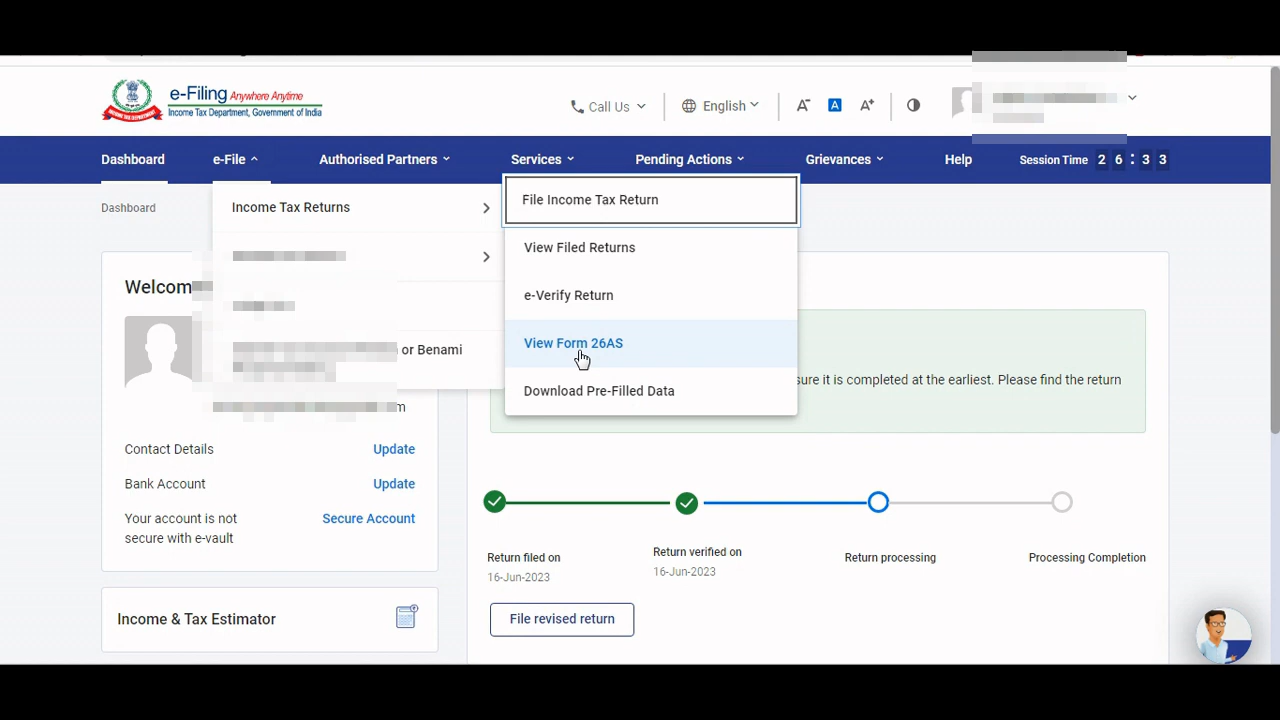 e-Filing Anywhere Anytime
Income Tax Department, Government of India
Call Us
English
A-
A
A+
Dashboard
e-File
Authorised Partners
Services
Pending Actions
Grievances
Help
Session Time 2 6 : 3 3
Dashboard
Income Tax Returns
or Benami
File Income Tax Return
View Filed Returns
e-Verify Return
View Form 26AS
Download Pre-Filled Data
Welcom
Contact Details Update
Bank Account Update
Your account is not
secure with e-vault
Secure Account
Income & Tax Estimator
sure it is completed at the earliest. Please find the return
Return filed on
16-Jun-2023
Return verified on
16-Jun-2023
Return processing
Processing Completion
File revised return